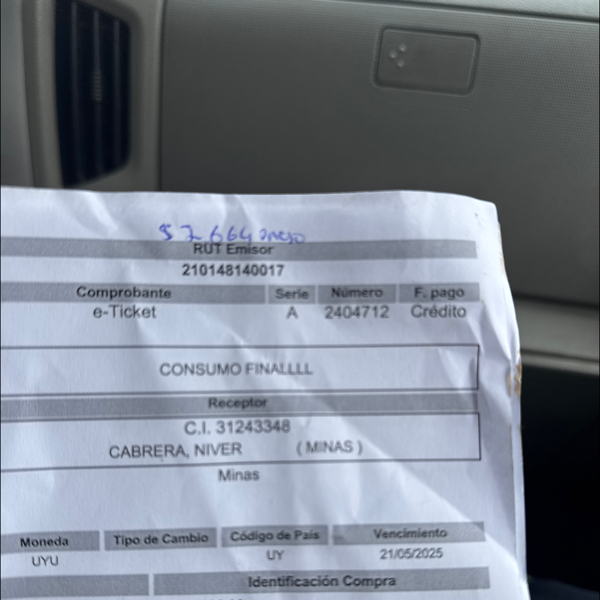 $ 7.664 anejo
RUT Emisor
210148140017
Comprobante Serie Número F. pago
e-Ticket A 2404712 Crédito
CONSUMO FINALLLL
Receptor
C.I. 31243348
CABRERA, NIVER ( MINAS )
Minas
Moneda Tipo de Cambio Código de País Vencimiento
UYU UY 21/05/2025
Identificación Compra